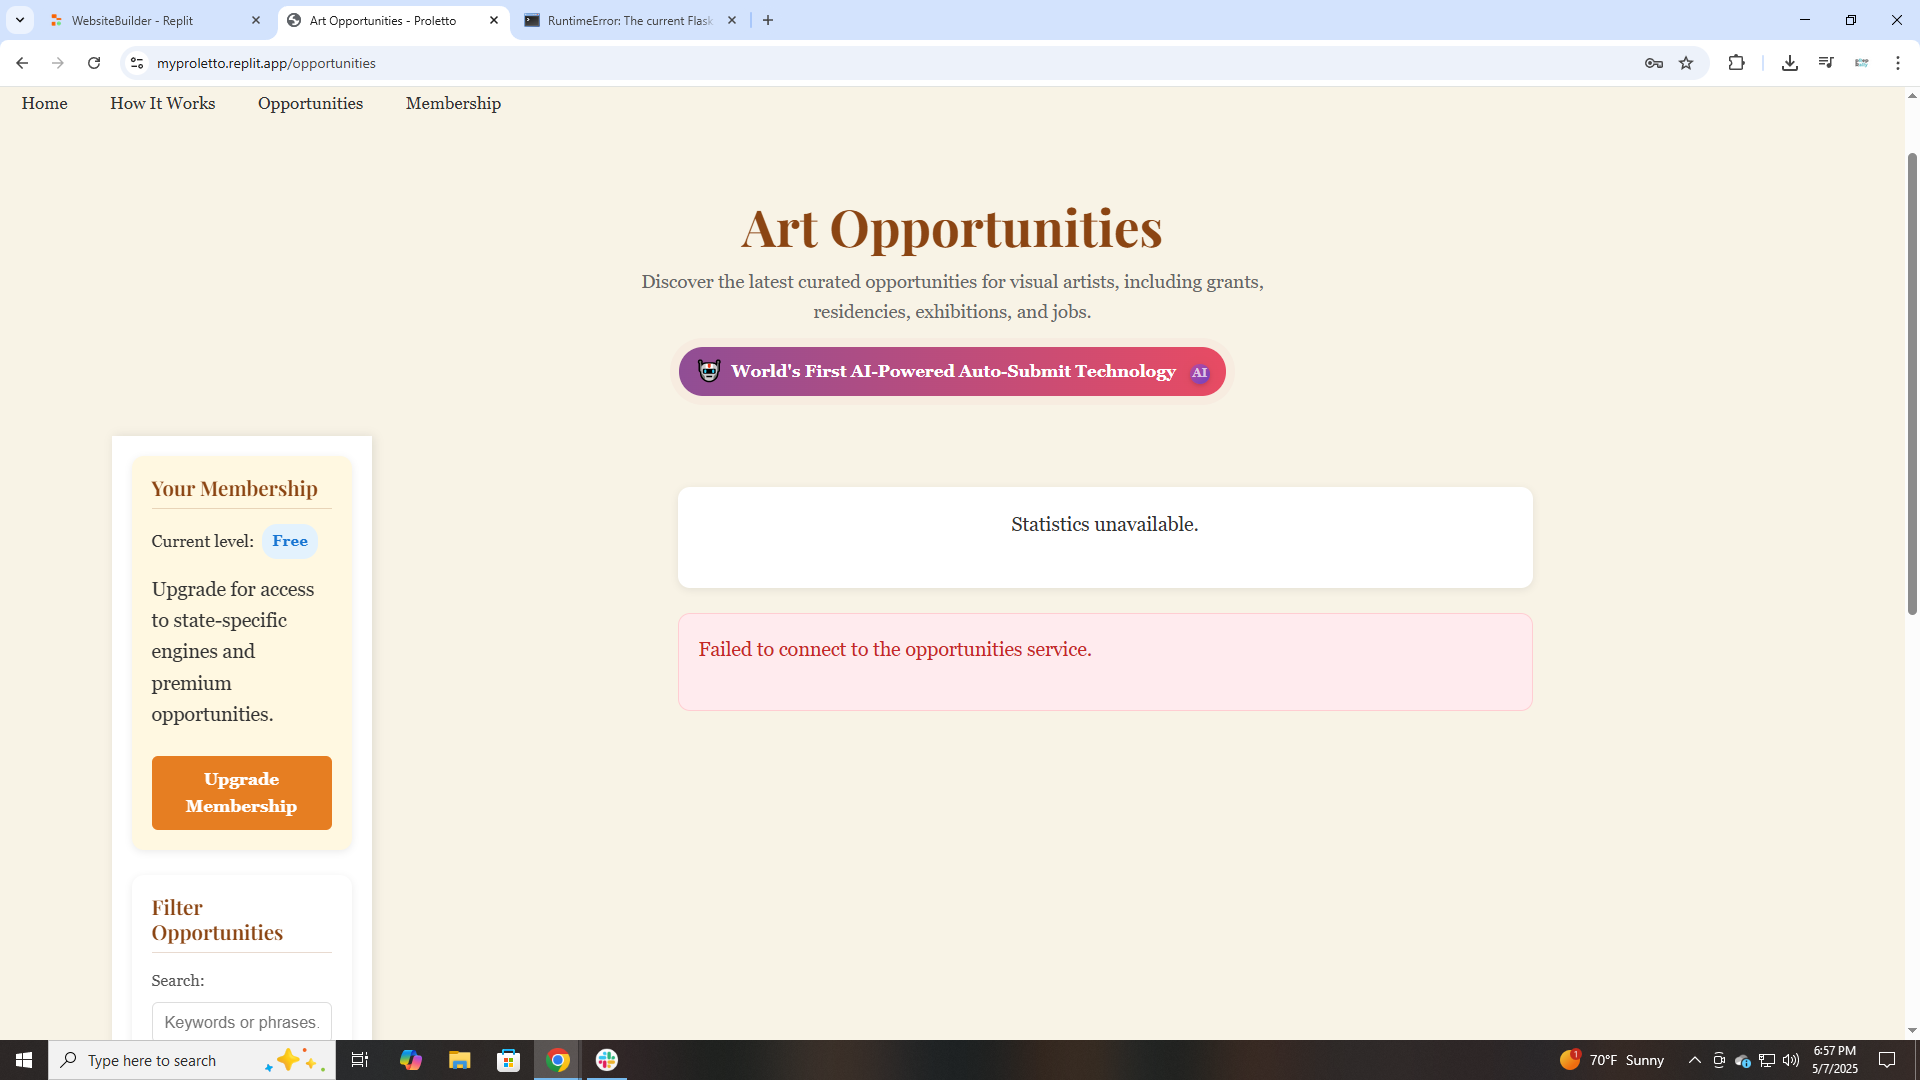 WebsiteBuilder - Replit
Art Opportunities - Proletto
RuntimeError: The current Flask
myproletto.replit.app/opportunities
Home How It Works Opportunities Membership
Art Opportunities
Discover the latest curated opportunities for visual artists, including grants,
residencies, exhibitions, and jobs.
World's First AI-Powered Auto-Submit Technology AI
Your Membership
Current level: Free
Upgrade for access
to state-specific
engines and
premium
opportunities.
Upgrade
Membership
Filter
Opportunities
Search:
Keywords or phrases.
Statistics unavailable.
Failed to connect to the opportunities service.
Type here to search
1
70°F Sunny
6:57 PM
5/7/2025